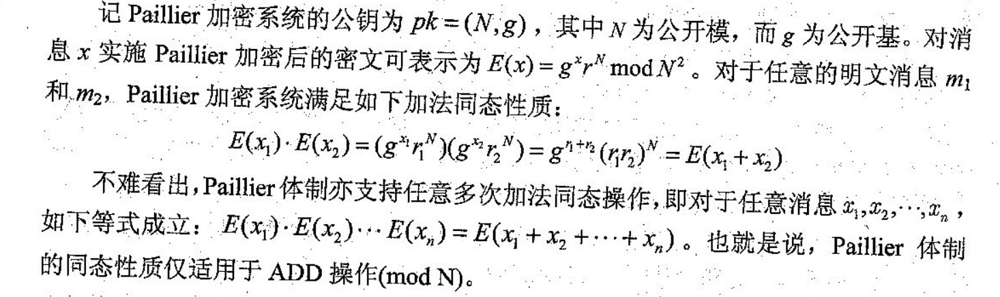 记 Paillier 加密系统的公钥为 pk=(N,g)，其中 N 为公开模，而 g 为公开基。对消
息 x 实施 Paillier 加密后的密文可表示为 E(x)=g^x r^N mod N^2。对于任意的明文消息 m_1
和 m_2，Paillier 加密系统满足如下加法同态性质：
E(x_1)·E(x_2)=(g^{x_1} r_1^N)(g^{x_2} r_2^N)=g^{r_1+r_2}(r_1 r_2)^N=E(x_1+x_2)
不难看出，Paillier 体制亦支持任意多次加法同态操作，即对于任意消息 x_1,x_2,⋯,x_n，
如下等式成立：E(x_1)·E(x_2)⋯E(x_n)=E(x_1+x_2+⋯+x_n)。也就是说，Paillier 体制
的同态性质仅适用于 ADD 操作(mod N)。